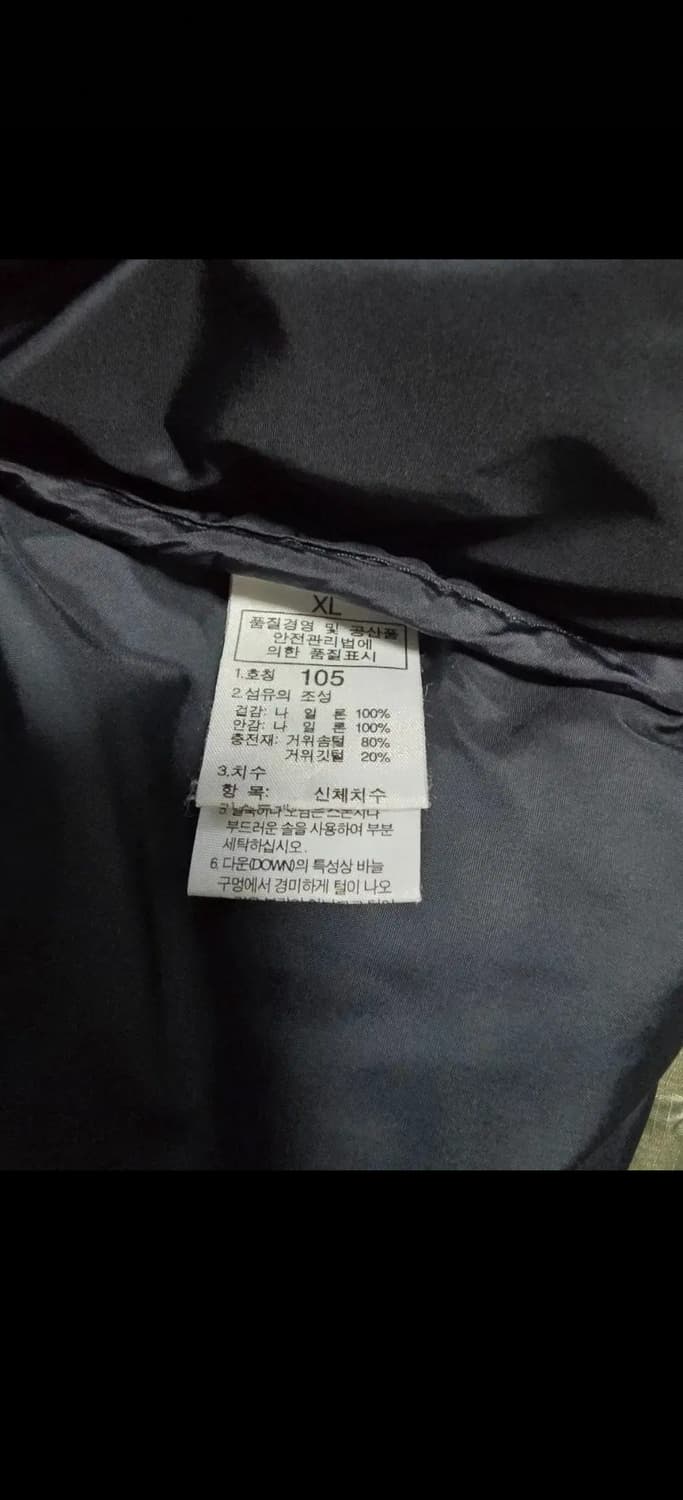 XL
품질경영 및 공산품
안전관리법에
의한 품질표시
1.호칭 105
2.섬유의 조성
겉감: 나 일 론 100%
안감: 나 일 론 100%
충전재: 거위솜털 80%
거위깃털 20%
3.치수
항 목: 신체치수
부드러운 솔을 사용하여 부분
세탁하십시오.
6. 다운(DOWN)의 특성상 바늘
구멍에서 경미하게 털이 나오